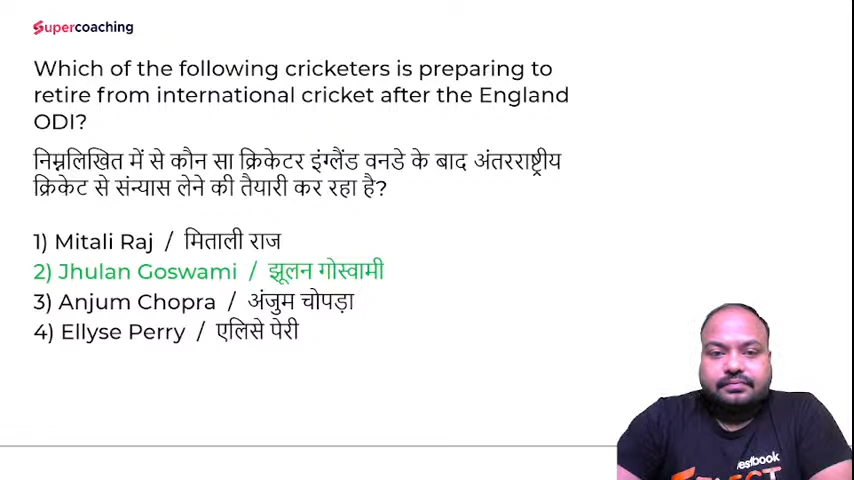 Supercoaching
Which of the following cricketers is preparing to
retire from international cricket after the England
ODI?
निम्नलिखित में से कौन सा क्रिकेटर इंग्लैंड वनडे के बाद अंतरराष्ट्रीय
क्रिकेट से संन्यास लेने की तैयारी कर रहा है?
1) Mitali Raj / मिताली राज
2) Jhulan Goswami / झूलन गोस्वामी
3) Anjum Chopra / अंजुम चोपड़ा
4) Ellyse Perry / एलिसे पेरी
testbook
SELECT